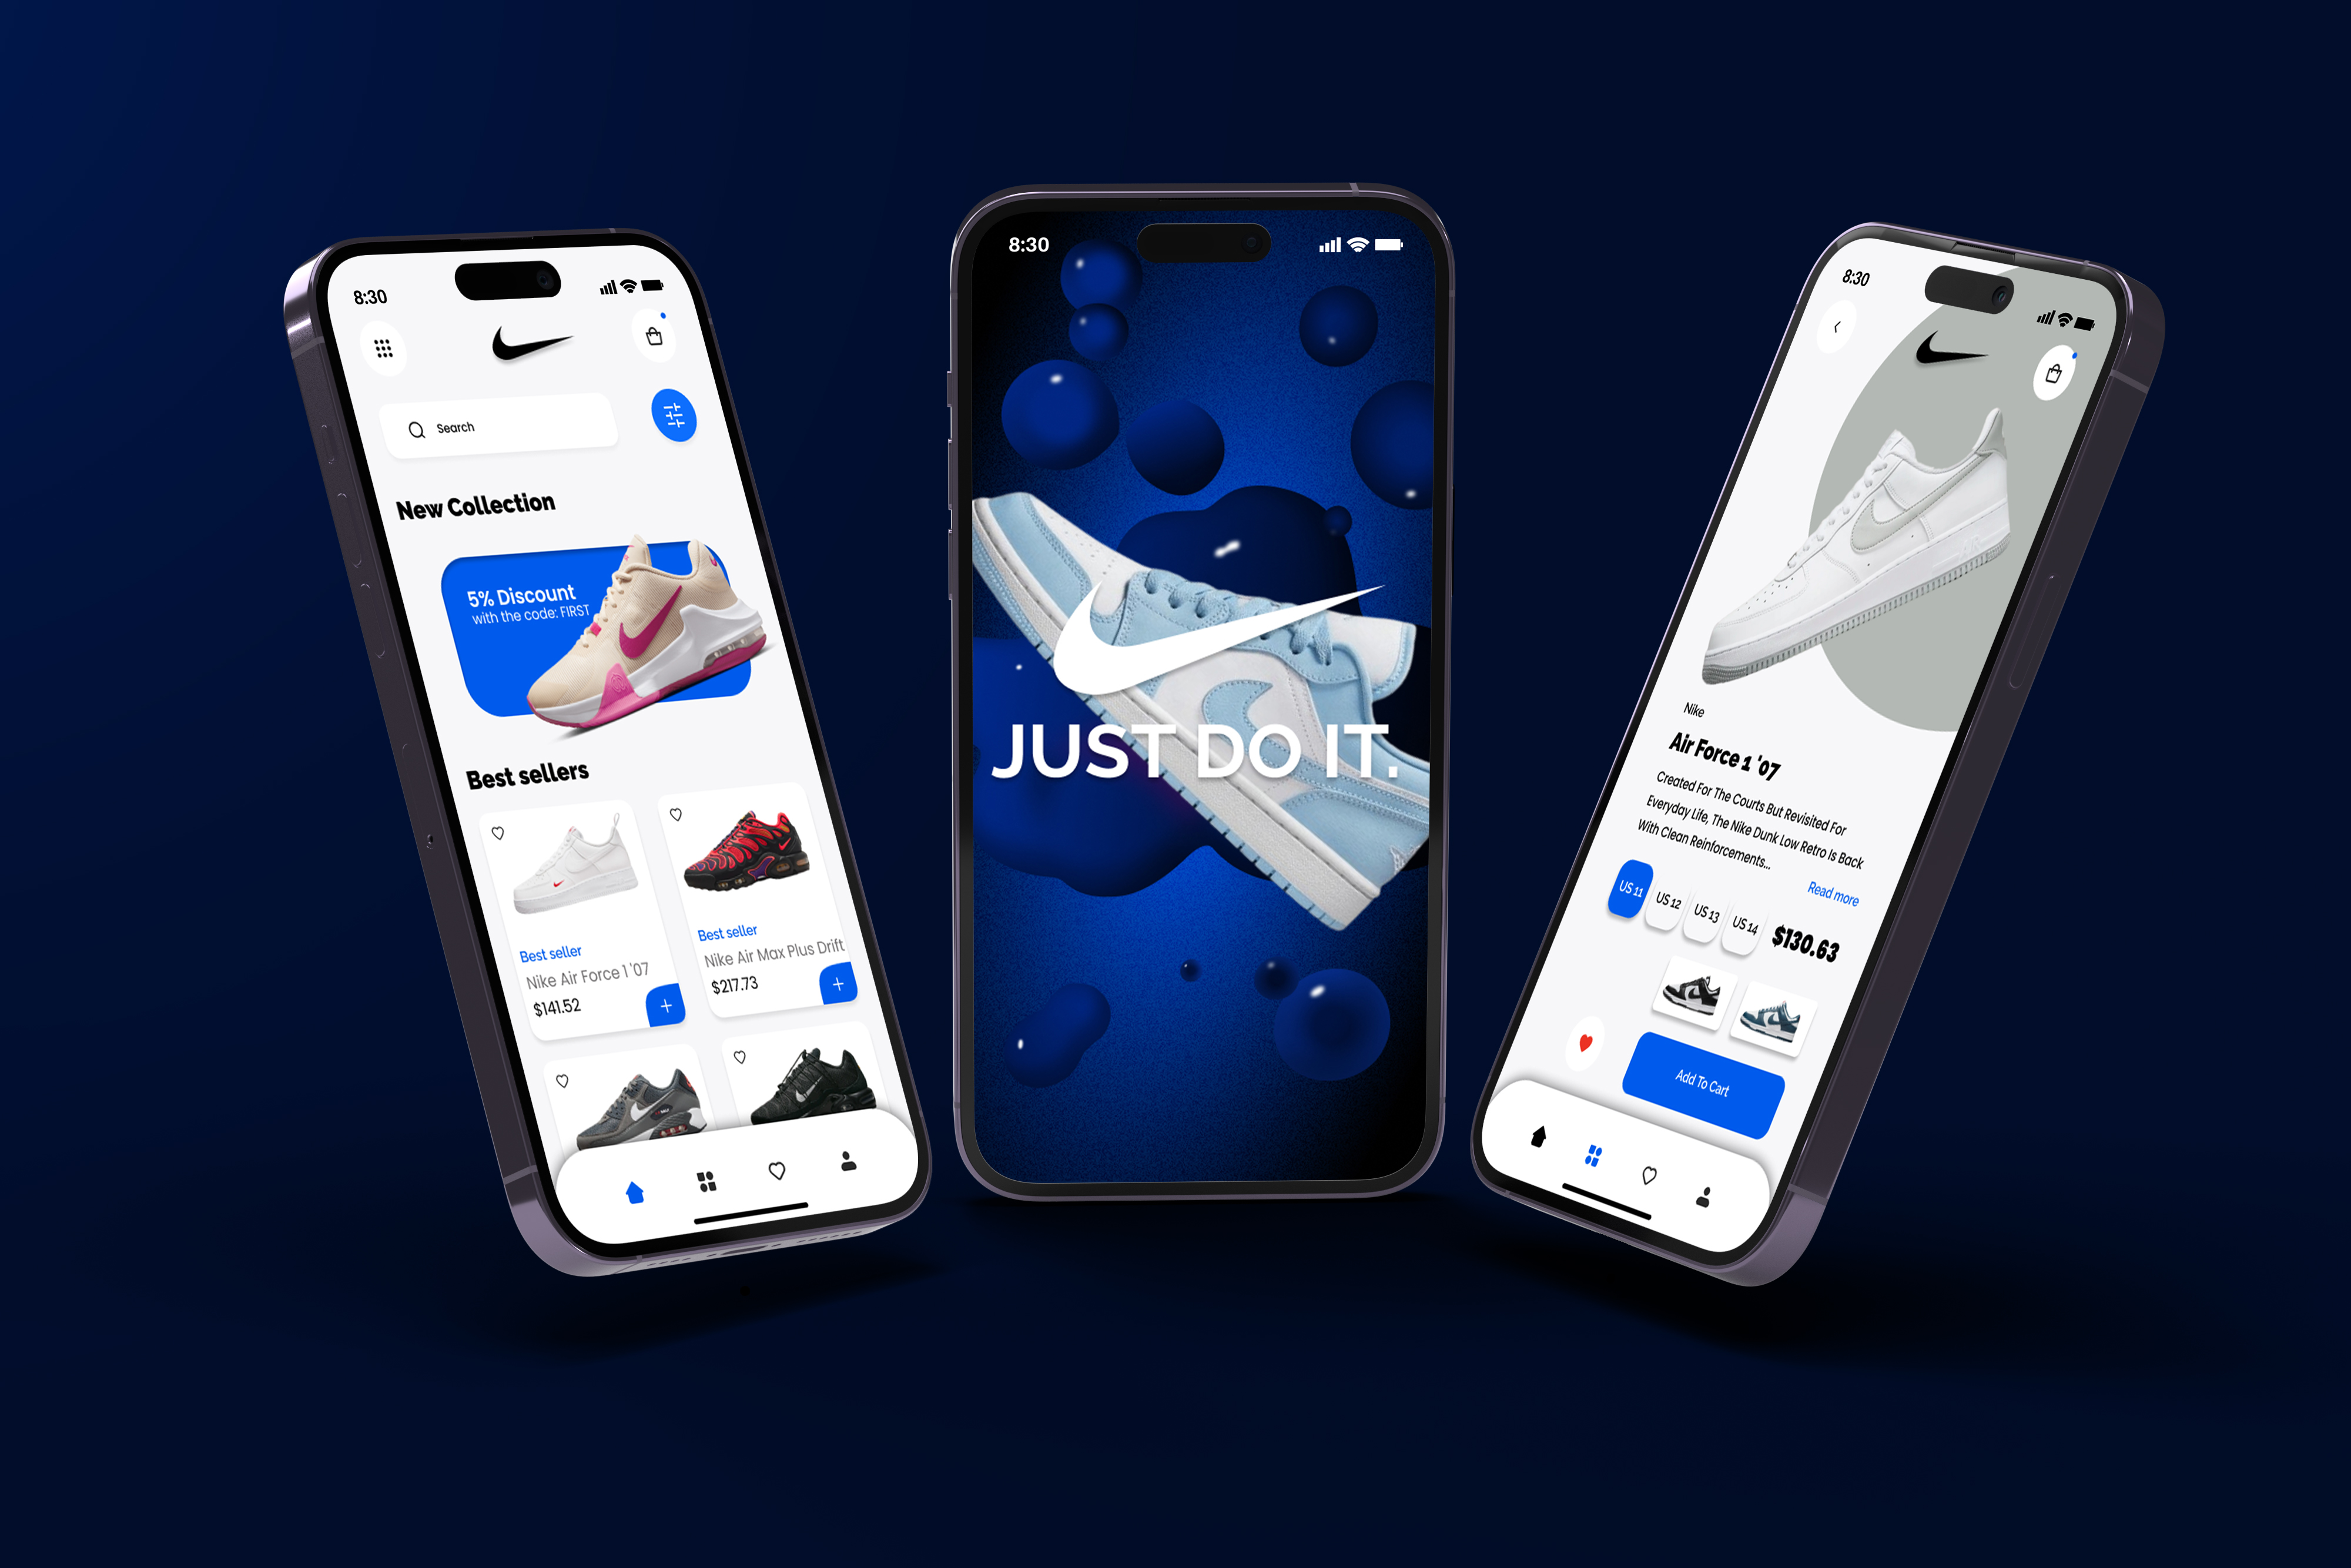 8:30
Search
New Collection
5% Discount
with the code: FIRST
Best sellers
Best seller
Nike Air Force 1 '07
$141.52
Best seller
Nike Air Max Plus Drift
$217.73
8:30
JUST DO IT.
8:30
Nike
Air Force 1 '07
Created For The Courts But Revisited For
Everyday Life, The Nike Dunk Low Retro Is Back
With Clean Reinforcements...
Read more
US 11
US 12
US 13
US 14
$130.63
Add To Cart